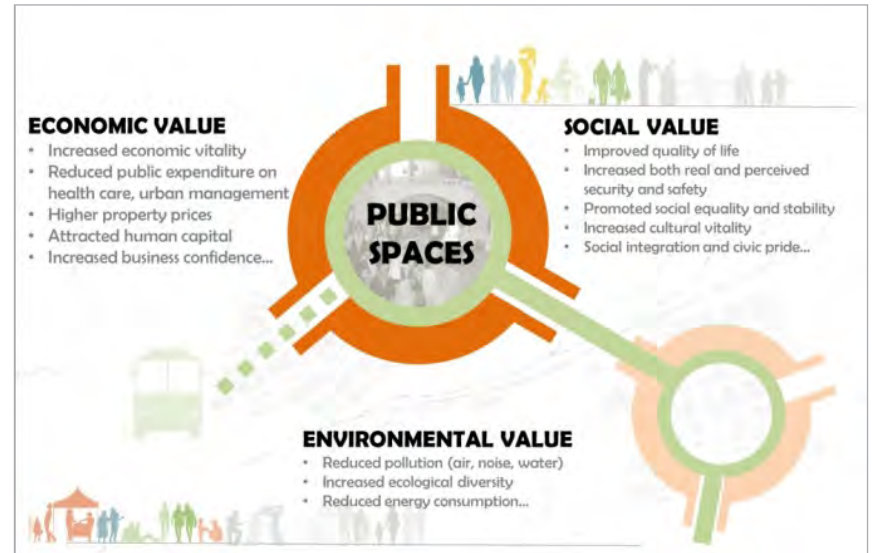 ECONOMIC VALUE
• Increased economic vitality
• Reduced public expenditure on
health care, urban management
• Higher property prices
• Attracted human capital
• Increased business confidence...
PUBLIC
SPACES
SOCIAL VALUE
• Improved quality of life
• Increased both real and perceived
security and safety
• Promoted social equality and stability
• Increased cultural vitality
• Social integration and civic pride...
ENVIRONMENTAL VALUE
• Reduced pollution (air, noise, water)
• Increased ecological diversity
• Reduced energy consumption...